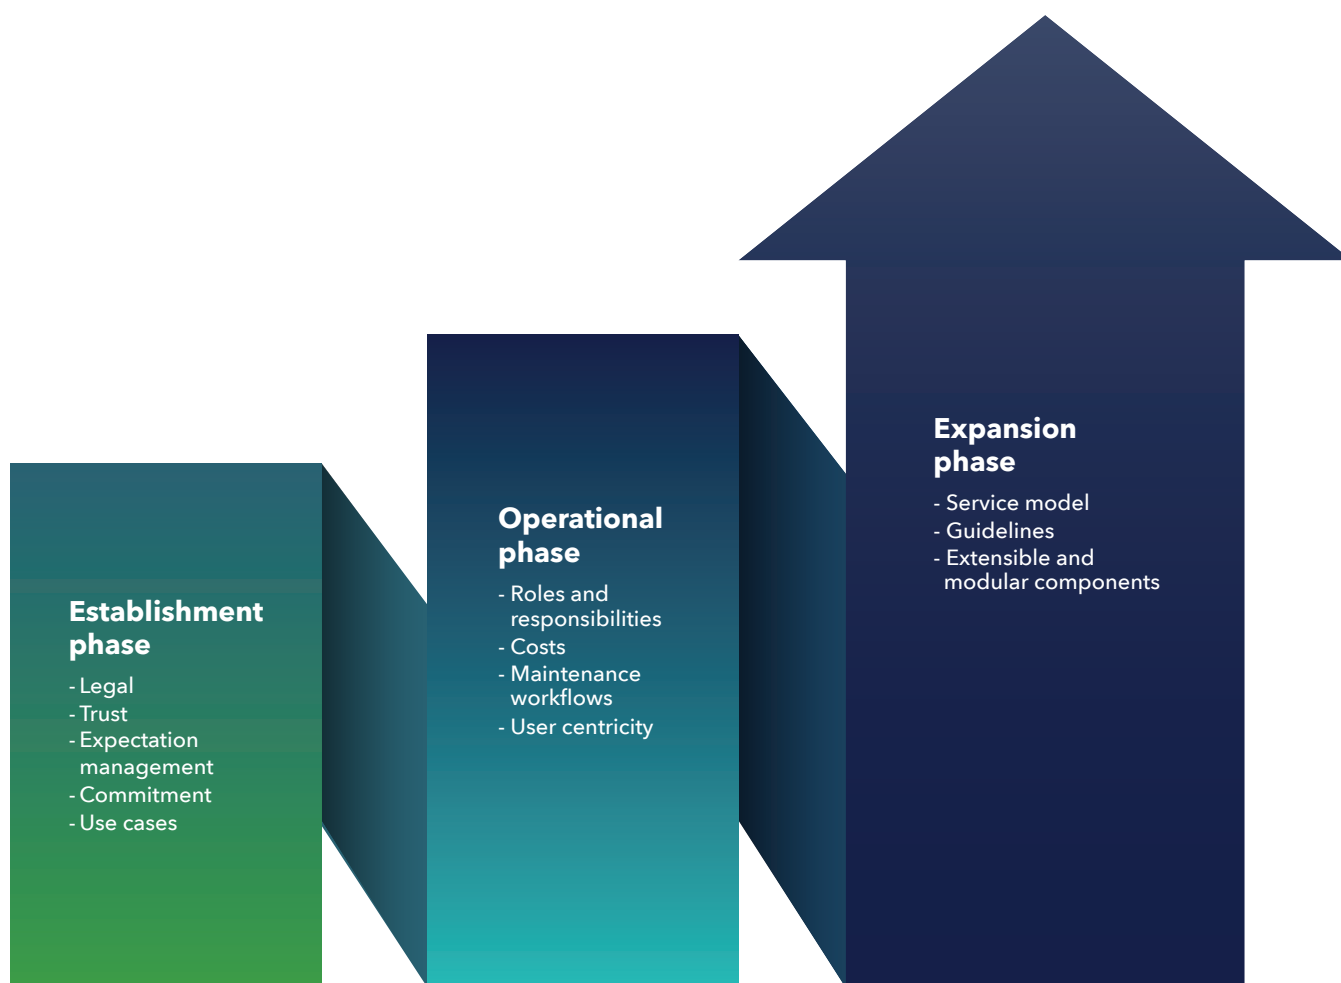 Establishment
phase
- Legal
- Trust
- Expectation
management
- Commitment
- Use cases
Operational
phase
- Roles and
responsibilities
- Costs
- Maintenance
workflows
- User centricity
Expansion
phase
- Service model
- Guidelines
- Extensible and
modular components